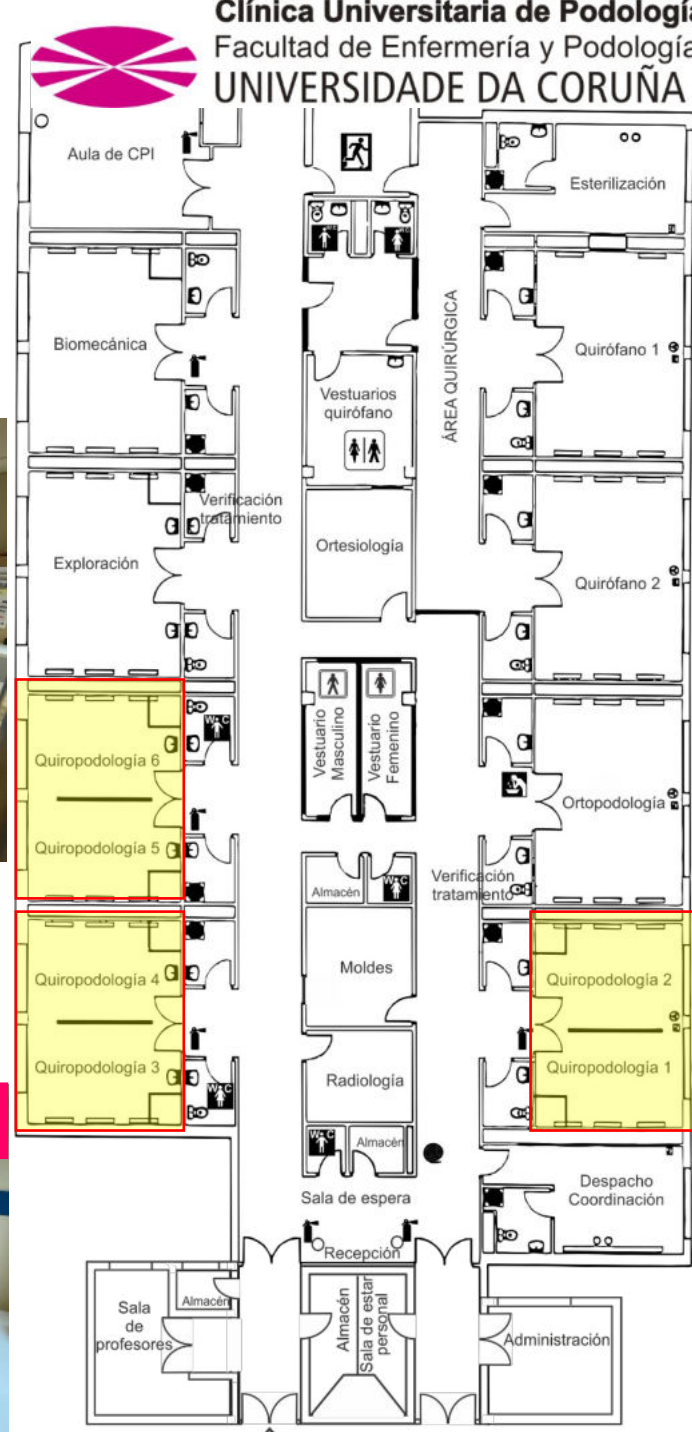 Clínica Universitaria de Podología
Facultad de Enfermería y Podología
UNIVERSIDADE DA CORUÑA
Aula de CPI
Esterilización
Biomecánica
ÁREA QUIRÚRGICA
Quirófano 1
Vestuarios
quirófano
Verificación
tratamiento
Ortesiología
Exploración
Quirófano 2
Vestuario
Masculino
Vestuario
Femenino
W C
Quiropodología 6
Quiropodología 5
Ortopodología
Verificación
tratamiento
Almacén
W C
Quiropodología 4
Quiropodología 3
W C
Moldes
Radiología
Quiropodología 2
Quiropodología 1
W C
Almacén
Sala de espera
Despacho
Coordinación
Recepción
Sala
de
profesores
Almacén
Almacén
Sala de estar
personal
Administración